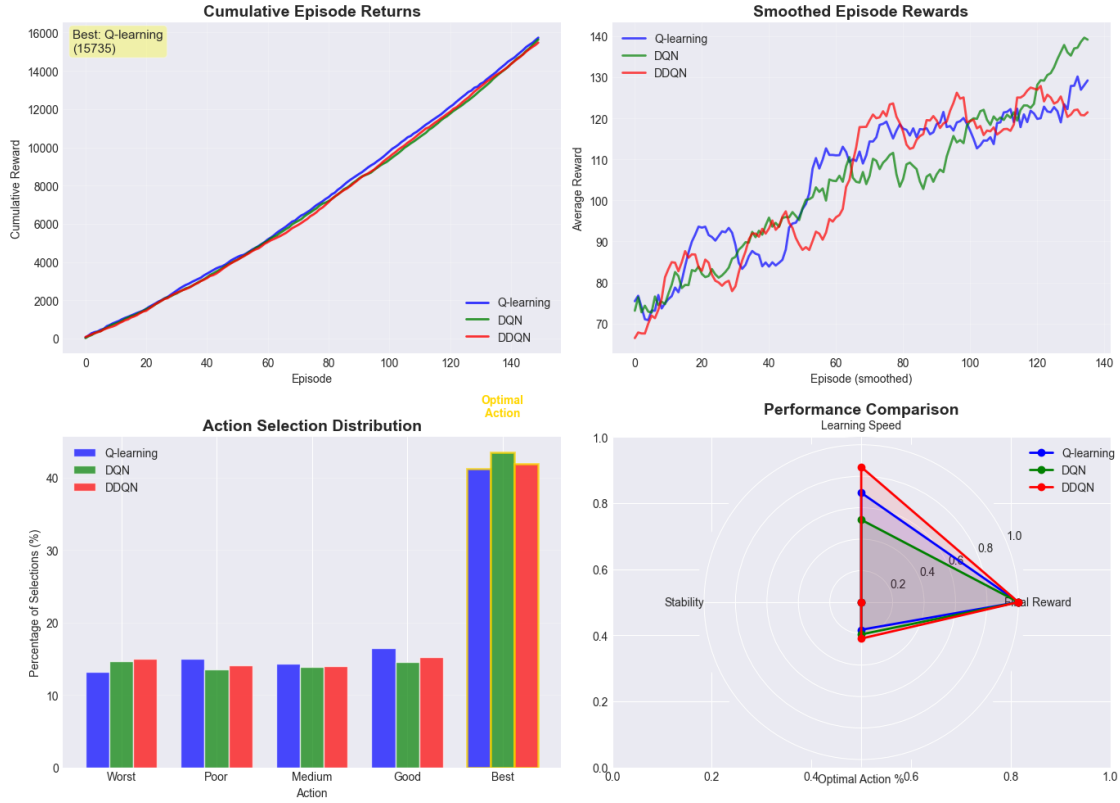 Cumulative Episode Returns
Best: Q-learning
(15735)
16000
14000
12000
10000
8000
6000
4000
2000
0
Cumulative Reward
Q-learning
DQN
DDQN
0 20 40 60 80 100 120 140
Episode
Smoothed Episode Rewards
Q-learning
DQN
DDQN
140
130
120
110
100
90
80
70
Average Reward
0 20 40 60 80 100 120 140
Episode (smoothed)
Optimal
Action
Action Selection Distribution
Q-learning
DQN
DDQN
40
30
20
10
0
Percentage of Selections (%)
Worst Poor Medium Good Best
Action
Performance Comparison
Learning Speed
Q-learning
DQN
DDQN
1.0
0.8
0.6
0.4
0.2
0.0
1.0
0.8
0.6
0.4
0.2
Stability
Reward
0.0 0.2 0.4 0.6 0.8 1.0
Optimal Action %